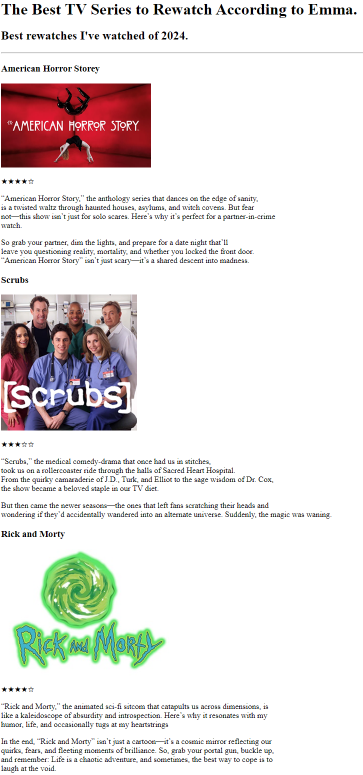 The Best TV Series to Rewatch According to Emma.
Best rewatches I've watched of 2024.
American Horror Storey
AMERICAN HORROR STORY
★★★★☆
“American Horror Story,” the anthology series that dances on the edge of sanity,
is a twisted waltz through haunted houses, asylums, and witch covens. But fear
not—this show isn’t just for solo scares. Here’s why it’s perfect for a partner-in-crime
watch.
So grab your partner, dim the lights, and prepare for a date night that’ll
leave you questioning reality, mortality, and whether you locked the front door.
“American Horror Story” isn’t just scary—it’s a shared descent into madness.
Scrubs
[scrubs]
★★★☆☆
“Scrubs,” the medical comedy-drama that once had us in stitches,
took us on a rollercoaster ride through the halls of Sacred Heart Hospital.
From the quirky camaraderie of J.D., Turk, and Elliot to the sage wisdom of Dr. Cox,
the show became a beloved staple in our TV diet.
But then came the newer seasons—the ones that left fans scratching their heads and
wondering if they’d accidentally wandered into an alternate universe. Suddenly, the magic was waning.
Rick and Morty
Rick and Morty
★★★★☆
“Rick and Morty,” the animated sci-fi sitcom that catapults us across dimensions, is
like a kaleidoscope of absurdity and introspection. Here’s why it resonates with my
humor, life, and occasionally tugs at my heartstrings
In the end, “Rick and Morty” isn’t just a cartoon—it’s a cosmic mirror reflecting our
quirks, fears, and fleeting moments of brilliance. So, grab your portal gun, buckle up,
and remember: Life is a chaotic adventure, and sometimes, the best way to cope is to
laugh at the void.